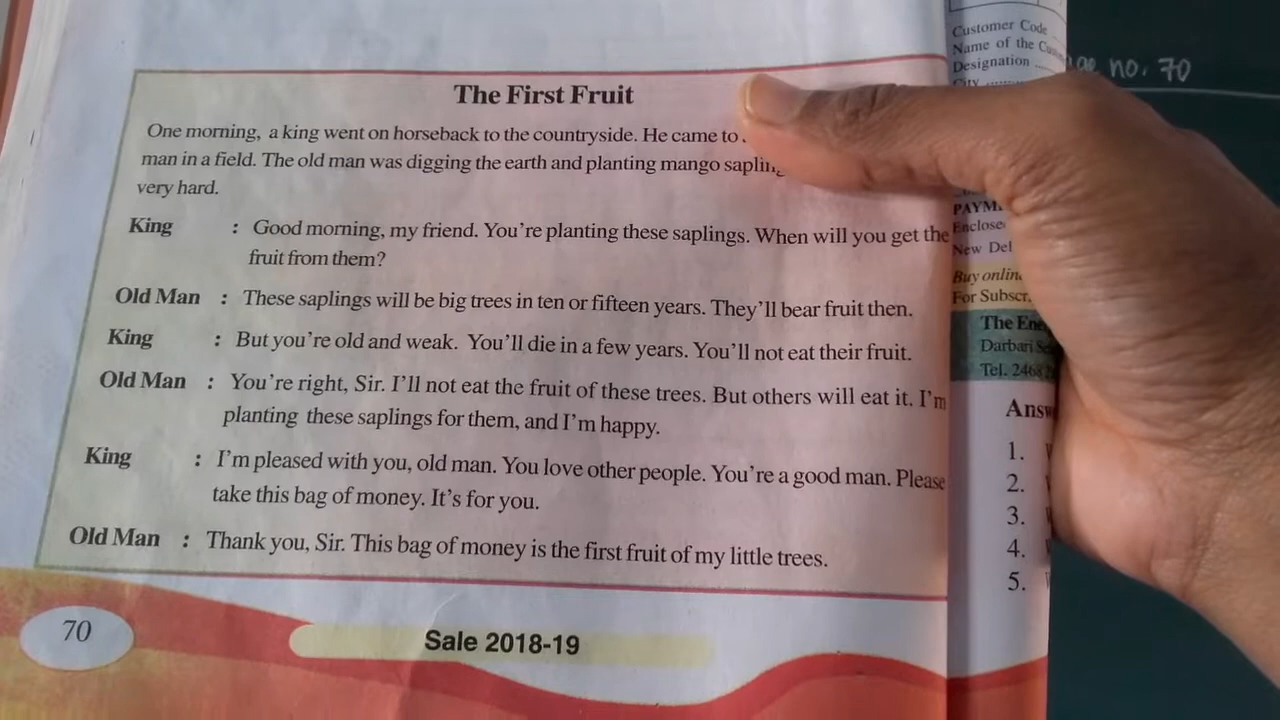 The First Fruit
One morning, a king went on horseback to the countryside. He came to
man in a field. The old man was digging the earth and planting mango
very hard.
King : Good morning, my friend. You're planting these saplings. When will you get the
fruit from them?
Old Man : These saplings will be big trees in ten or fifteen years. They'll bear fruit then.
King : But you're old and weak. You'll die in a few years. You'll not eat their fruit.
Old Man : You're right, Sir. I'll not eat the fruit of these trees. But others will eat it. I'm
planting these saplings for them, and I'm happy.
King : I'm pleased with you, old man. You love other people. You're a good man. Please
take this bag of money. It's for you.
Old Man : Thank you, Sir. This bag of money is the first fruit of my little trees.
70
Sale 2018-19
Customer Code
Name of the
Designation
City
New
Buy
For
The
Darbari
Tel.
1.
2.
3.
4.
5.
no. 70